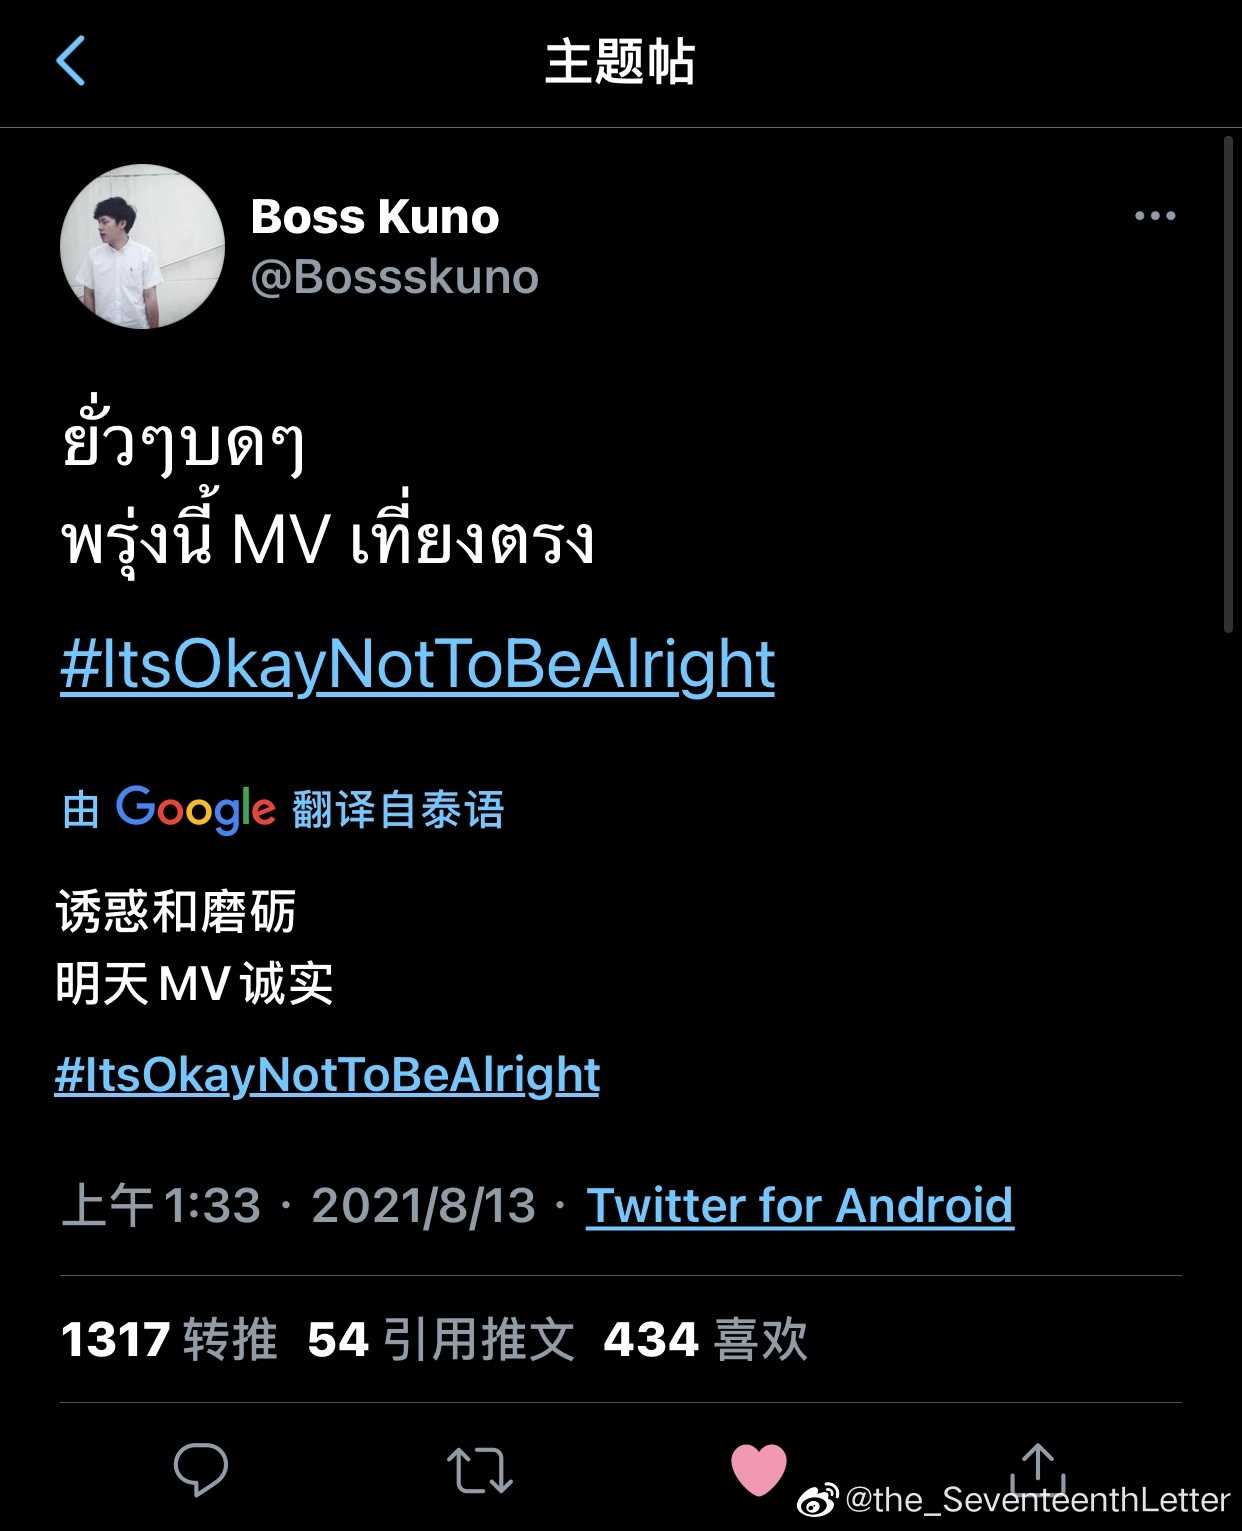 主题帖
Boss Kuno
@Bossskuno
ยั่วๆบดๆ
พรุ่งนี้ MV เที่ยงตรง
#ItsOkayNotToBeAlright
由 Google 翻译自泰语
诱惑和磨砺
明天 MV 诚实
#ItsOkayNotToBeAlright
上午 1:33 · 2021/8/13 · Twitter for Android
1317 转推 54 引用推文 434 喜欢
@the_SeventeenthLetter